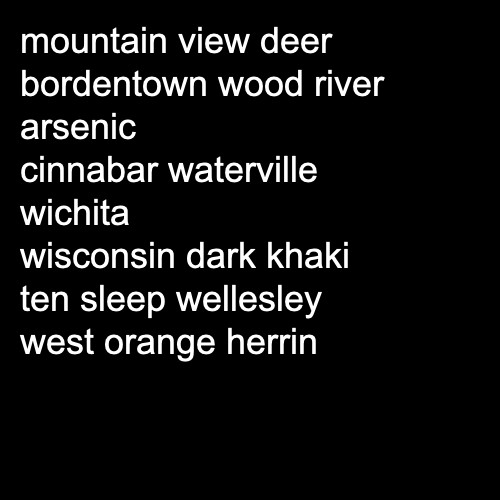 mountain view deer
bordentown wood river
arsenic
cinnabar waterville
wichita
wisconsin dark khaki
ten sleep wellesley
west orange herrin